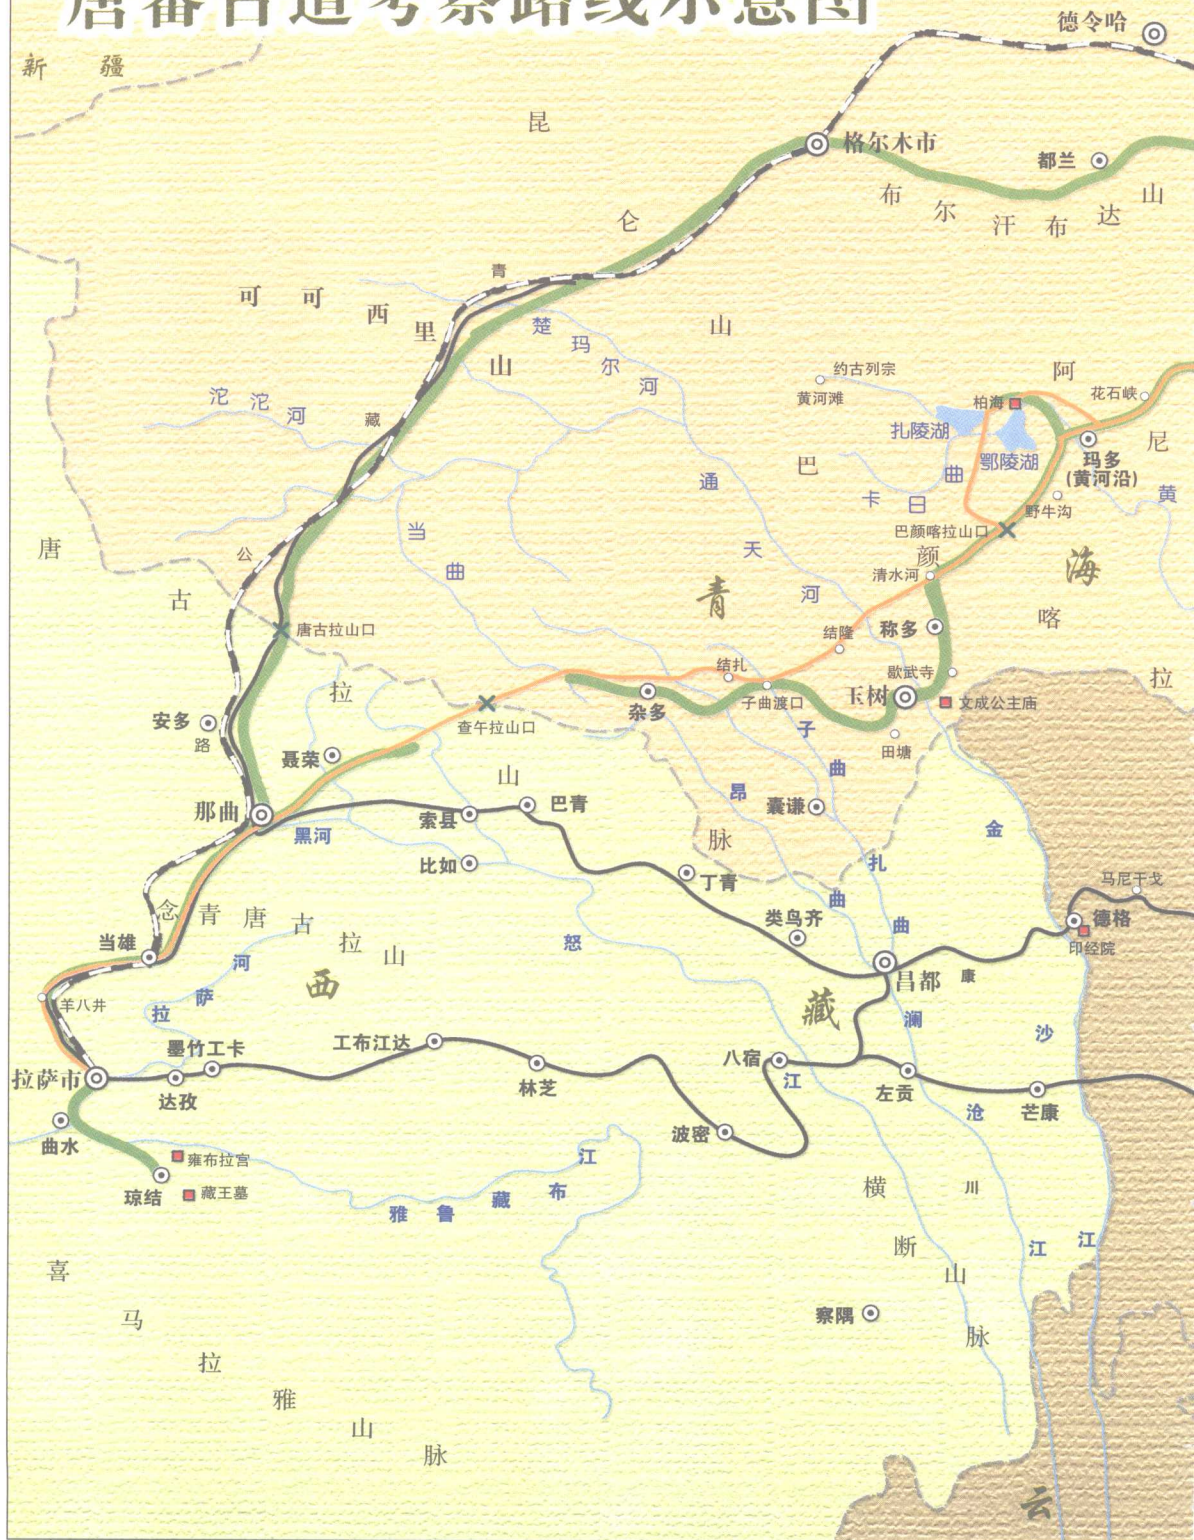 唐蕃古道考察路线示意图
德令哈
新疆
昆
格尔木市
都兰
布尔汗布达山
仑
青
可可西里
山
楚玛尔河
山
阿
约古列宗
黄河滩
花石峡
柏海
沱沱河
藏
扎陵湖
鄂陵湖
尼
玛多
(黄河沿)
巴
通
卡日曲
黄
野牛沟
巴颜喀拉山口
当曲
唐
公
天
颜
海
清水河
青
河
古
喀
唐古拉山口
结隆
称多
结扎
歇武寺
拉
拉
玉树
文成公主庙
杂多
子曲渡口
安多
路
查午拉山口
子
田塘
聂荣
山
曲
昂
囊谦
那曲
巴青
索县
黑河
脉
金
比如
扎
丁青
马尼干戈
曲
类乌齐
曲
德格
念青唐古拉山
当雄
怒
印经院
河
昌都
康
西
萨
羊八井
拉
藏
澜
沙
墨竹工卡
工布江达
八宿
拉萨市
达孜
林芝
江
左贡
沧
芒康
曲水
波密
雍布拉宫
江
琼结
藏王墓
雅鲁藏布
横
川
断
江
江
喜
山
察隅
脉
马
拉
雅
山
脉
云